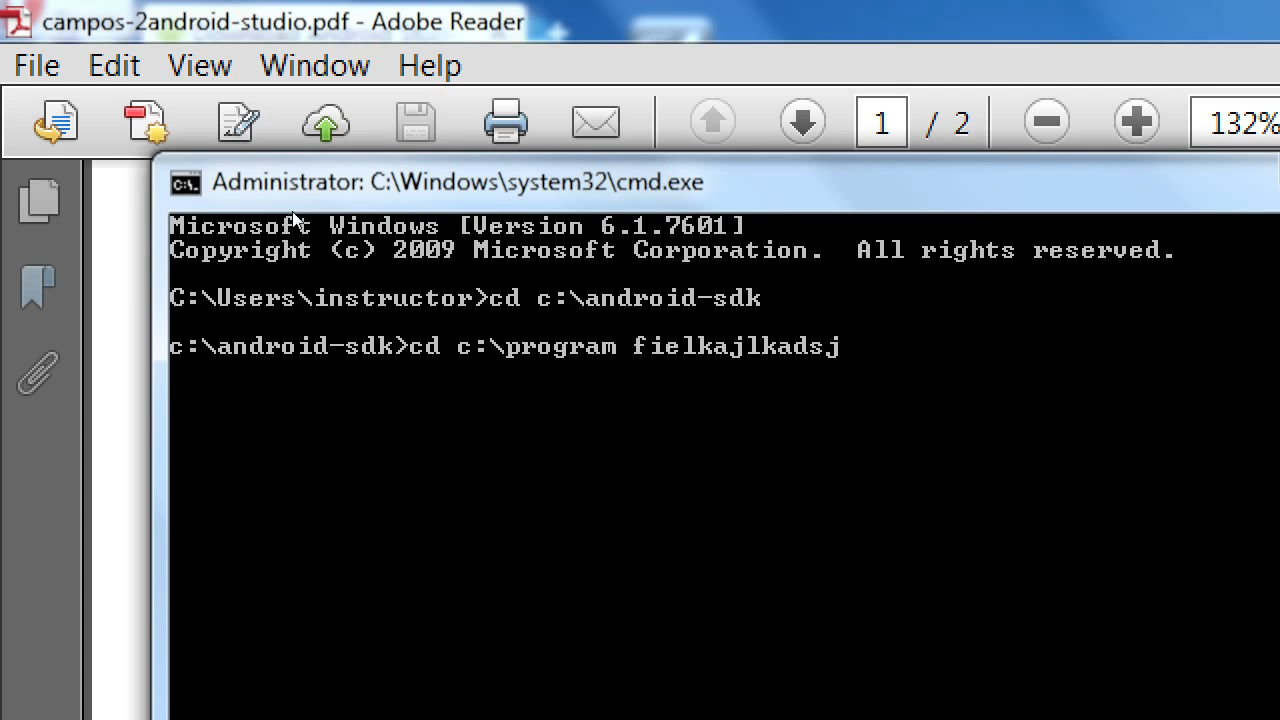 campos-2android-studio.pdf - Adobe Reader
File Edit View Window Help
1 / 2 132%
Administrator: C:\Windows\system32\cmd.exe
Microsoft Windows [Version 6.1.7601]
Copyright (c) 2009 Microsoft Corporation.  All rights reserved.
C:\Users\instructor>cd c:\android-sdk
c:\android-sdk>cd c:\program fielkajlkadsj